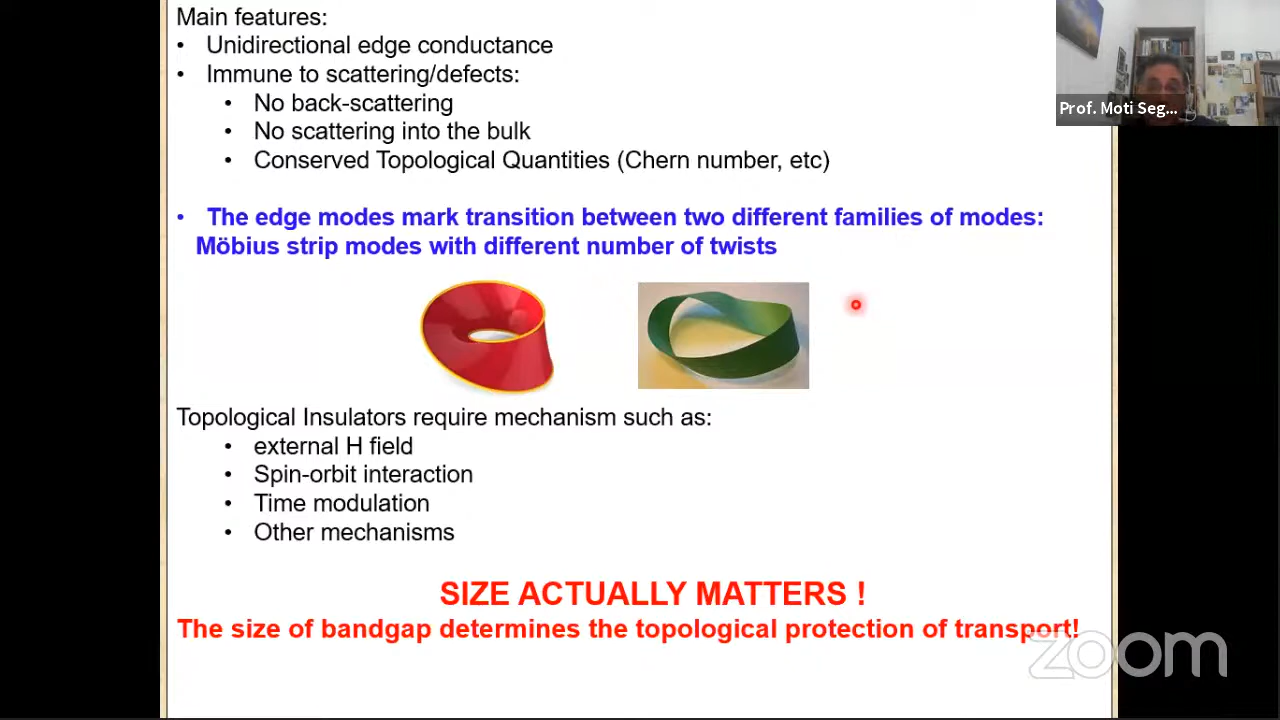 Main features:
• Unidirectional edge conductance
• Immune to scattering/defects:
• No back-scattering
• No scattering into the bulk
• Conserved Topological Quantities (Chern number, etc)
• The edge modes mark transition between two different families of modes:
Möbius strip modes with different number of twists
Topological Insulators require mechanism such as:
• external H field
• Spin-orbit interaction
• Time modulation
• Other mechanisms
SIZE ACTUALLY MATTERS !
The size of bandgap determines the topological protection of transport!
Prof. Moti Seg...
zoom